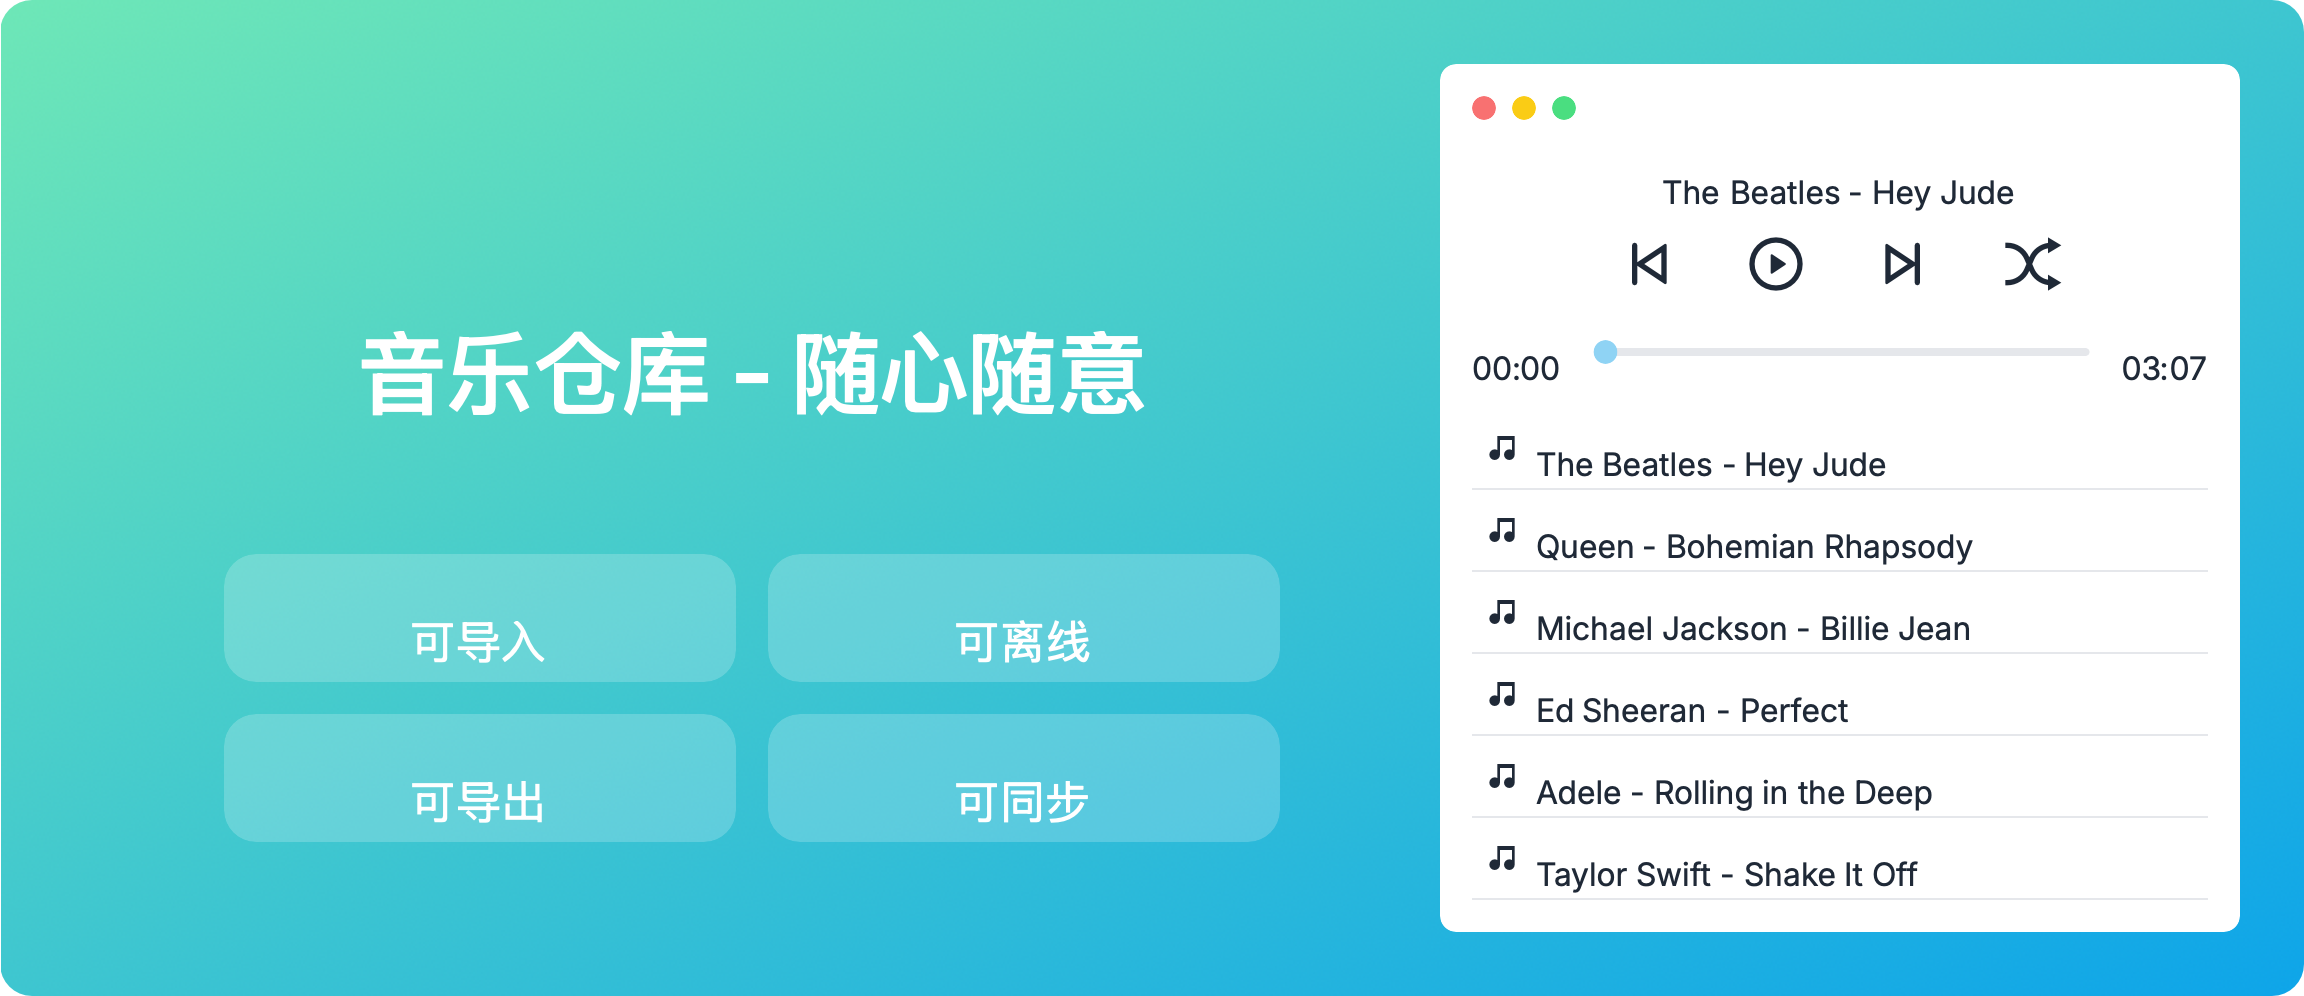 音乐仓库 - 随心随意
可导入
可离线
可导出
可同步
The Beatles - Hey Jude
00:00
03:07
The Beatles - Hey Jude
Queen - Bohemian Rhapsody
Michael Jackson - Billie Jean
Ed Sheeran - Perfect
Adele - Rolling in the Deep
Taylor Swift - Shake It Off